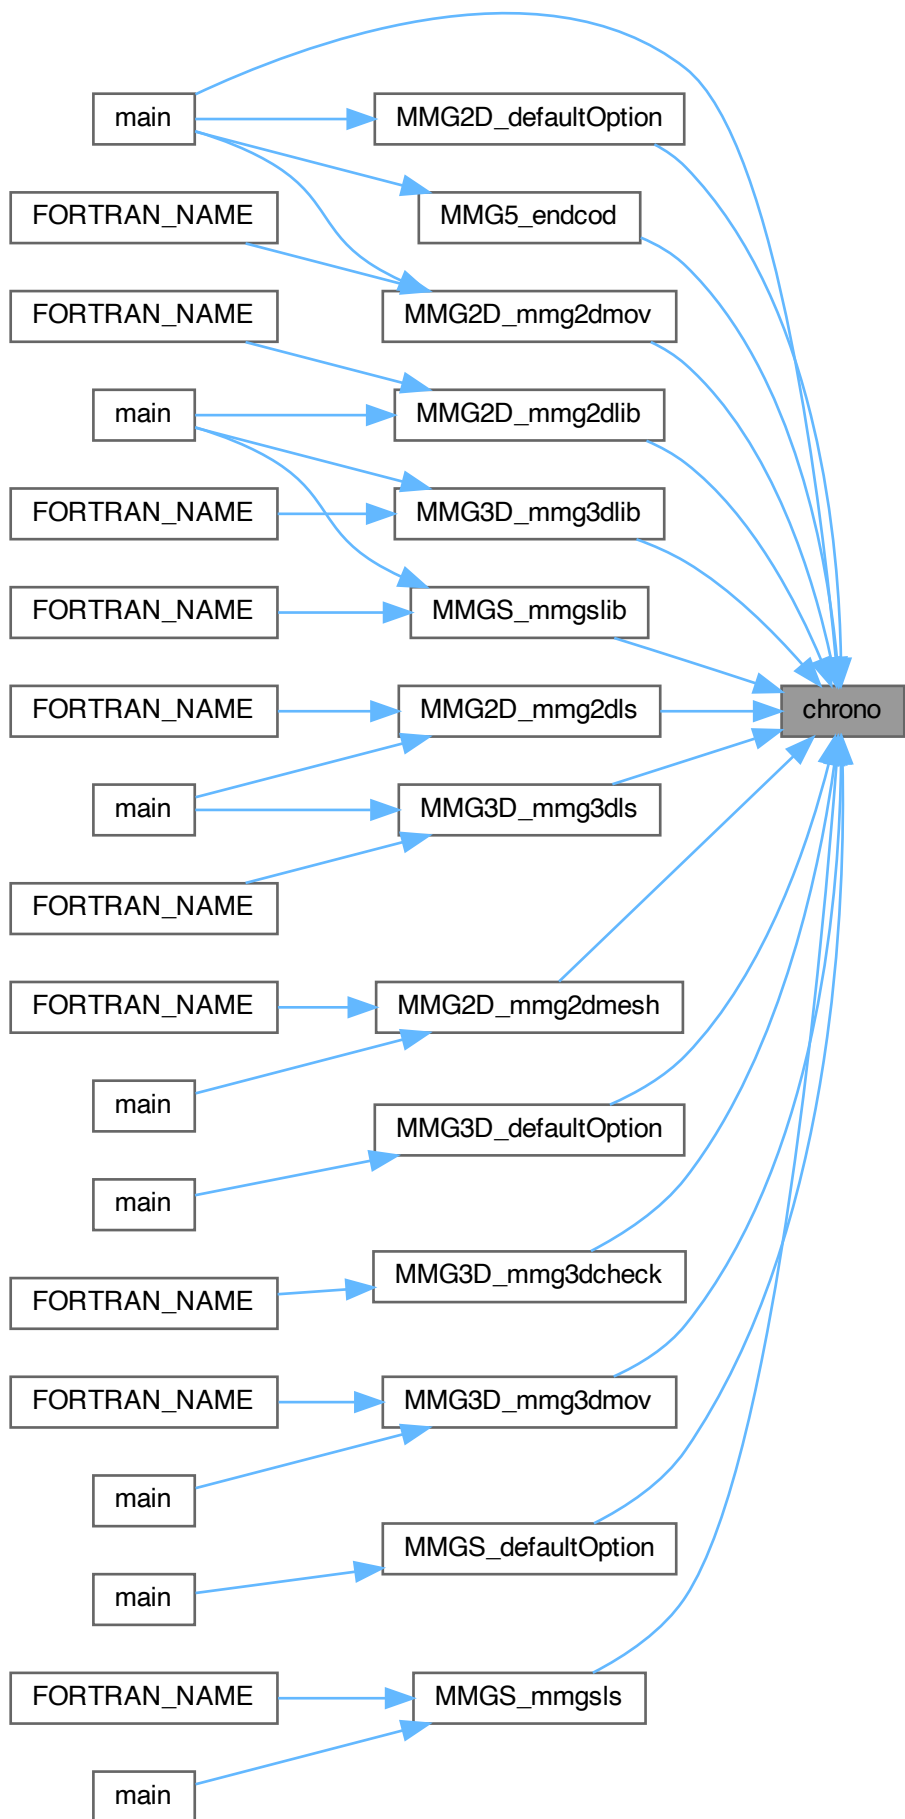 main
MMG2D_defaultOption
FORTRAN_NAME
MMG5_endcod
FORTRAN_NAME
MMG2D_mmg2dmov
main
MMG2D_mmg2dlib
FORTRAN_NAME
MMG3D_mmg3dlib
FORTRAN_NAME
MMGS_mmgslib
FORTRAN_NAME
MMG2D_mmg2dls
chrono
main
MMG3D_mmg3dls
FORTRAN_NAME
FORTRAN_NAME
MMG2D_mmg2dmesh
main
MMG3D_defaultOption
main
MMG3D_mmg3dcheck
FORTRAN_NAME
FORTRAN_NAME
MMG3D_mmg3dmov
main
MMGS_defaultOption
main
FORTRAN_NAME
MMGS_mmgsls
main